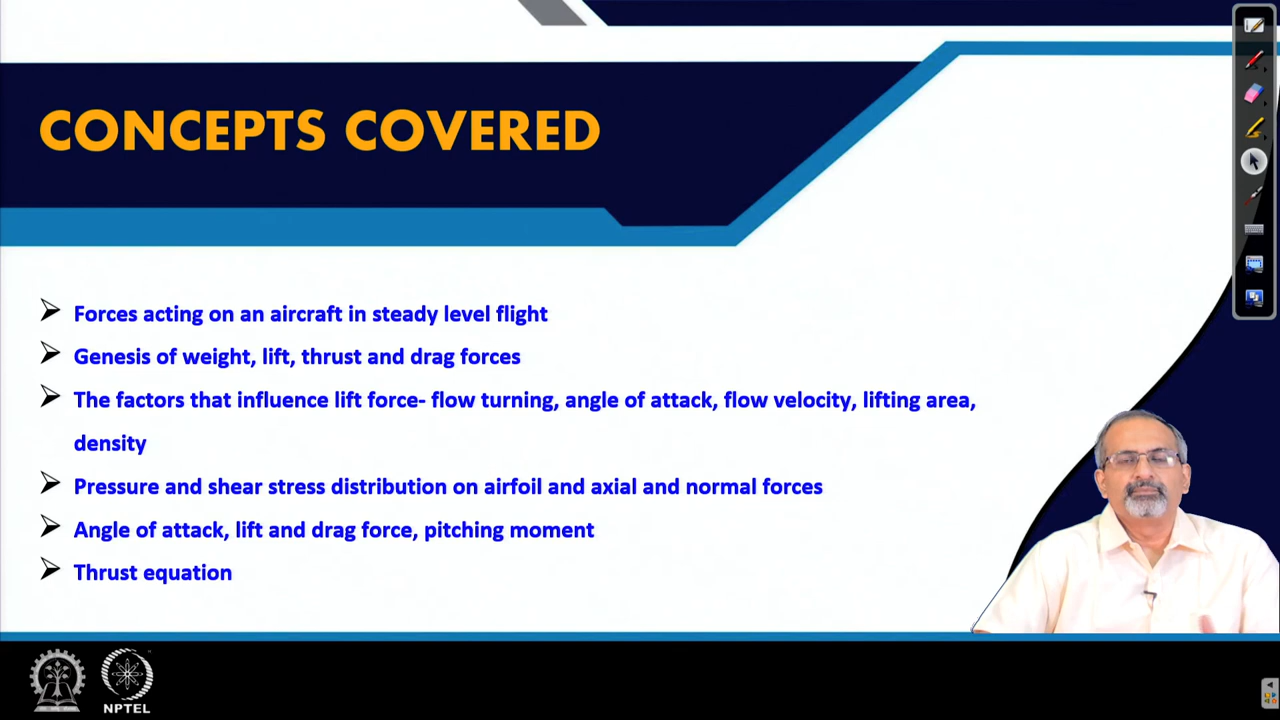 CONCEPTS COVERED
Forces acting on an aircraft in steady level flight
Genesis of weight, lift, thrust and drag forces
The factors that influence lift force- flow turning, angle of attack, flow velocity, lifting area,
density
Pressure and shear stress distribution on airfoil and axial and normal forces
Angle of attack, lift and drag force, pitching moment
Thrust equation
NPTEL